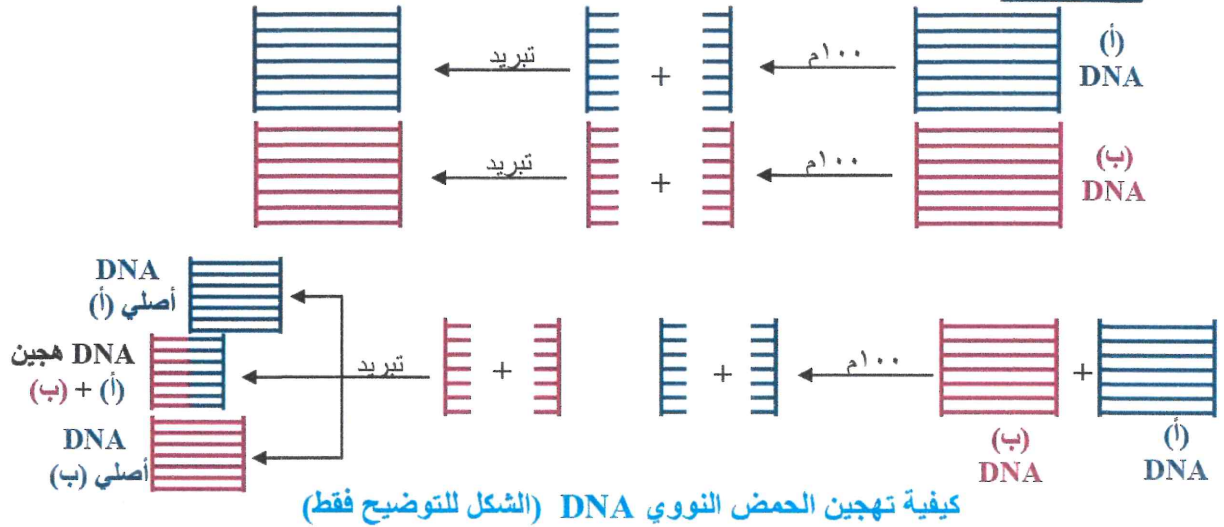 (أ)
DNA
١٠٠م
+
تبريد
(ب)
DNA
١٠٠م
+
تبريد
(أ)
DNA
+
(ب)
DNA
١٠٠م
+
+
تبريد
DNA
أصلي (أ)
DNA هجين
(أ) + (ب)
DNA
أصلي (ب)
كيفية تهجين الحمض النووي DNA (الشكل للتوضيح فقط)